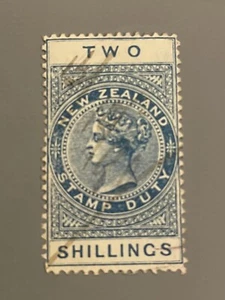 TWO
NEW ZEALAND
STAMP · DUTY
SHILLINGS